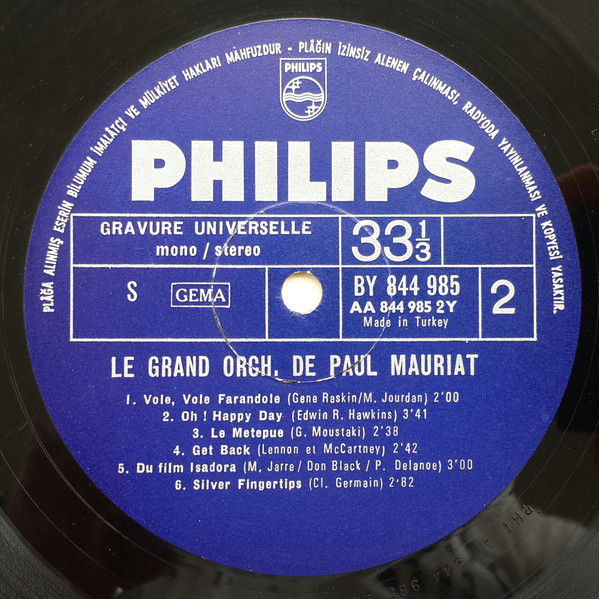 PLÂĞA ALINMIŞ ESERİN BİLUMUM İMALÂTÇI VE MÜLKİYET HAKLARI MAHFUZDUR - PLÂĞIN İZİNSİZ ALENEN ÇALINMASI, RADYODA YAYINLANMASI VE KOPYESİ YASAKTIR.
PHILIPS
PHILIPS
GRAVURE UNIVERSELLE
mono / stereo
33 1/3
S
GEMA
BY 844 985
AA 844 985 2Y
Made in Turkey
2
LE GRAND ORCH. DE PAUL MAURIAT
1. Vole, Vole Farandole (Gene Raskin/M. Jourdan) 2'00
2. Oh! Happy Day (Edwin R. Hawkins) 3'41
3. Le Metepue (G. Moustaki) 2'38
4. Get Back (Lennon et McCartney) 2'42
5. Du film Isadora (M. Jarre / Don Black / P. Delanoe) 3'00
6. Silver Fingertips (Cl. Germain) 2'82